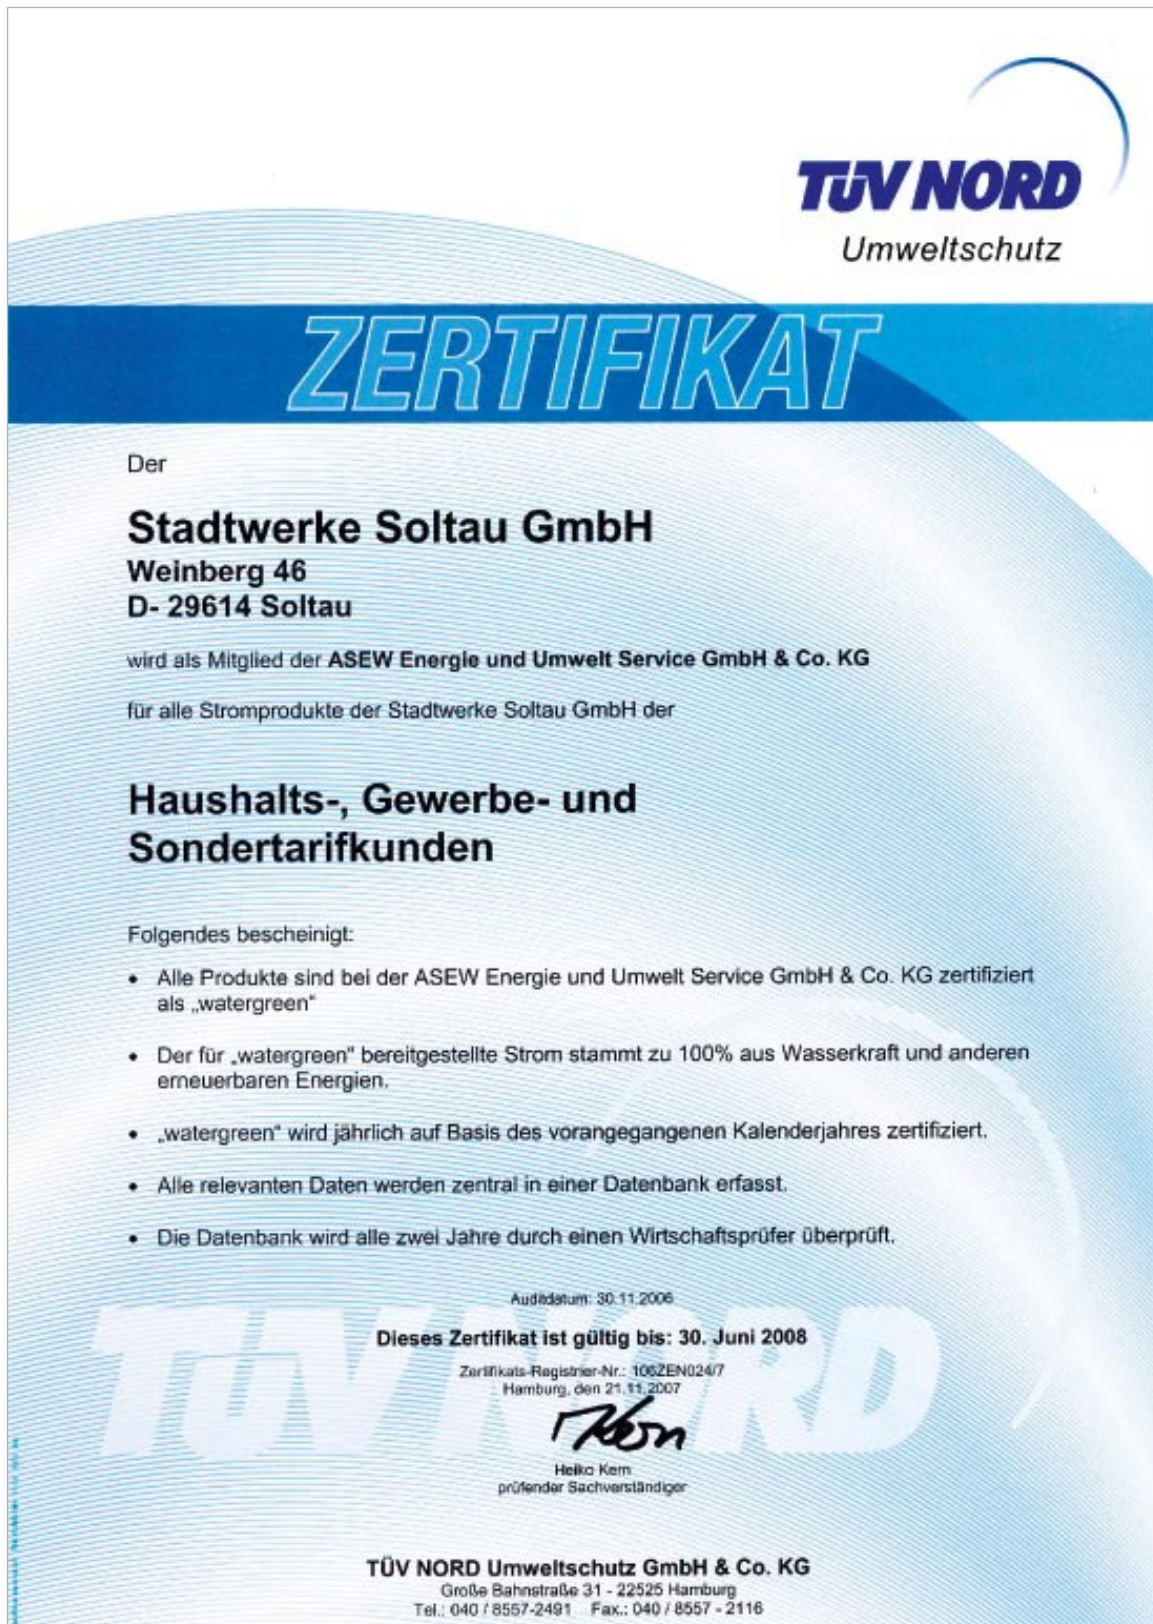 TÜV NORD
Umweltschutz
ZERTIFIKAT
Der
Stadtwerke Soltau GmbH
Weinberg 46
D- 29614 Soltau
wird als Mitglied der ASEW Energie und Umwelt Service GmbH & Co. KG
für alle Stromprodukte der Stadtwerke Soltau GmbH der
Haushalts-, Gewerbe- und
Sondertarifkunden
Folgendes bescheinigt:
• Alle Produkte sind bei der ASEW Energie und Umwelt Service GmbH & Co. KG zertifiziert
als „watergreen“
• Der für „watergreen“ bereitgestellte Strom stammt zu 100% aus Wasserkraft und anderen
erneuerbaren Energien.
• „watergreen“ wird jährlich auf Basis des vorangegangenen Kalenderjahres zertifiziert.
• Alle relevanten Daten werden zentral in einer Datenbank erfasst.
• Die Datenbank wird alle zwei Jahre durch einen Wirtschaftsprüfer überprüft.
Auditdatum: 30.11.2006
Dieses Zertifikat ist gültig bis: 30. Juni 2008
Zertifikats-Registrier-Nr.: 106ZEN024/7
Hamburg, den 21.11.2007
TÜV NORD
Kern
Heiko Kern
prüfender Sachverständiger
TÜV NORD Umweltschutz GmbH & Co. KG
Große Bahnstraße 31 - 22525 Hamburg
Tel.: 040 / 8557-2491 Fax.: 040 / 8557 - 2116